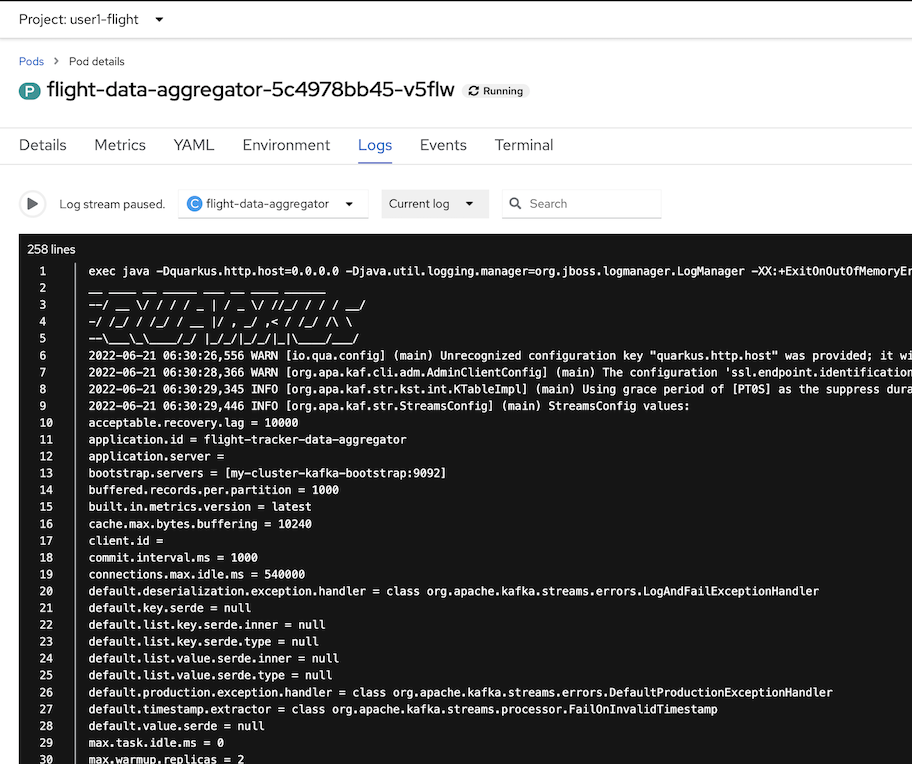 Project: user1-flight
Pods > Pod details
P flight-data-aggregator-5c4978bb45-v5flw Running
Details Metrics YAML Environment Logs Events Terminal
Log stream paused. C flight-data-aggregator Current log Search
258 lines
1 exec java -Dquarkus.http.host=0.0.0.0 -Djava.util.logging.manager=org.jboss.logmanager.LogManager -XX:+ExitOnOutOfMemoryEr
2 __ ____ __ _____ ___ __ ____ ______
3 --/ __ \/ / / / _ | / _ \/ //_/ / / / __/
4 -/ /_/ / /_/ / __ |/ , _/ ,< / /_/ /\ \
5 --\___\_\____/_/ |_/_/|_/_/|_|\____/___/
6 2022-06-21 06:30:26,556 WARN [io.qua.config] (main) Unrecognized configuration key "quarkus.http.host" was provided; it wi
7 2022-06-21 06:30:28,366 WARN [org.apa.kaf.cli.adm.AdminClientConfig] (main) The configuration 'ssl.endpoint.identification
8 2022-06-21 06:30:29,345 INFO [org.apa.kaf.str.kst.int.KTableImpl] (main) Using grace period of [PT0S] as the suppress dura
9 2022-06-21 06:30:29,446 INFO [org.apa.kaf.str.StreamsConfig] (main) StreamsConfig values:
10 acceptable.recovery.lag = 10000
11 application.id = flight-tracker-data-aggregator
12 application.server =
13 bootstrap.servers = [my-cluster-kafka-bootstrap:9092]
14 buffered.records.per.partition = 1000
15 built.in.metrics.version = latest
16 cache.max.bytes.buffering = 10240
17 client.id =
18 commit.interval.ms = 1000
19 connections.max.idle.ms = 540000
20 default.deserialization.exception.handler = class org.apache.kafka.streams.errors.LogAndFailExceptionHandler
21 default.key.serde = null
22 default.list.key.serde.inner = null
23 default.list.key.serde.type = null
24 default.list.value.serde.inner = null
25 default.list.value.serde.type = null
26 default.production.exception.handler = class org.apache.kafka.streams.errors.DefaultProductionExceptionHandler
27 default.timestamp.extractor = class org.apache.kafka.streams.processor.FailOnInvalidTimestamp
28 default.value.serde = null
29 max.task.idle.ms = 0
30 max.warmup.replicas = 2